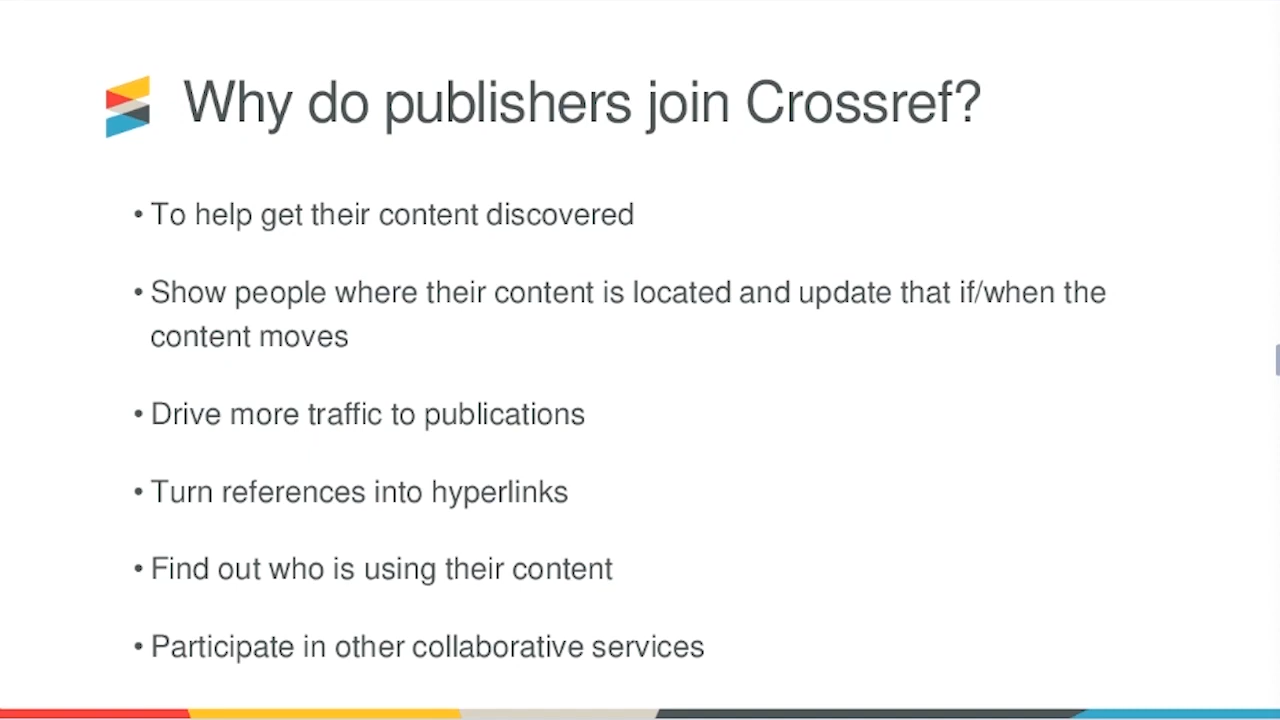 Why do publishers join Crossref?
• To help get their content discovered
• Show people where their content is located and update that if/when the
content moves
• Drive more traffic to publications
• Turn references into hyperlinks
• Find out who is using their content
• Participate in other collaborative services